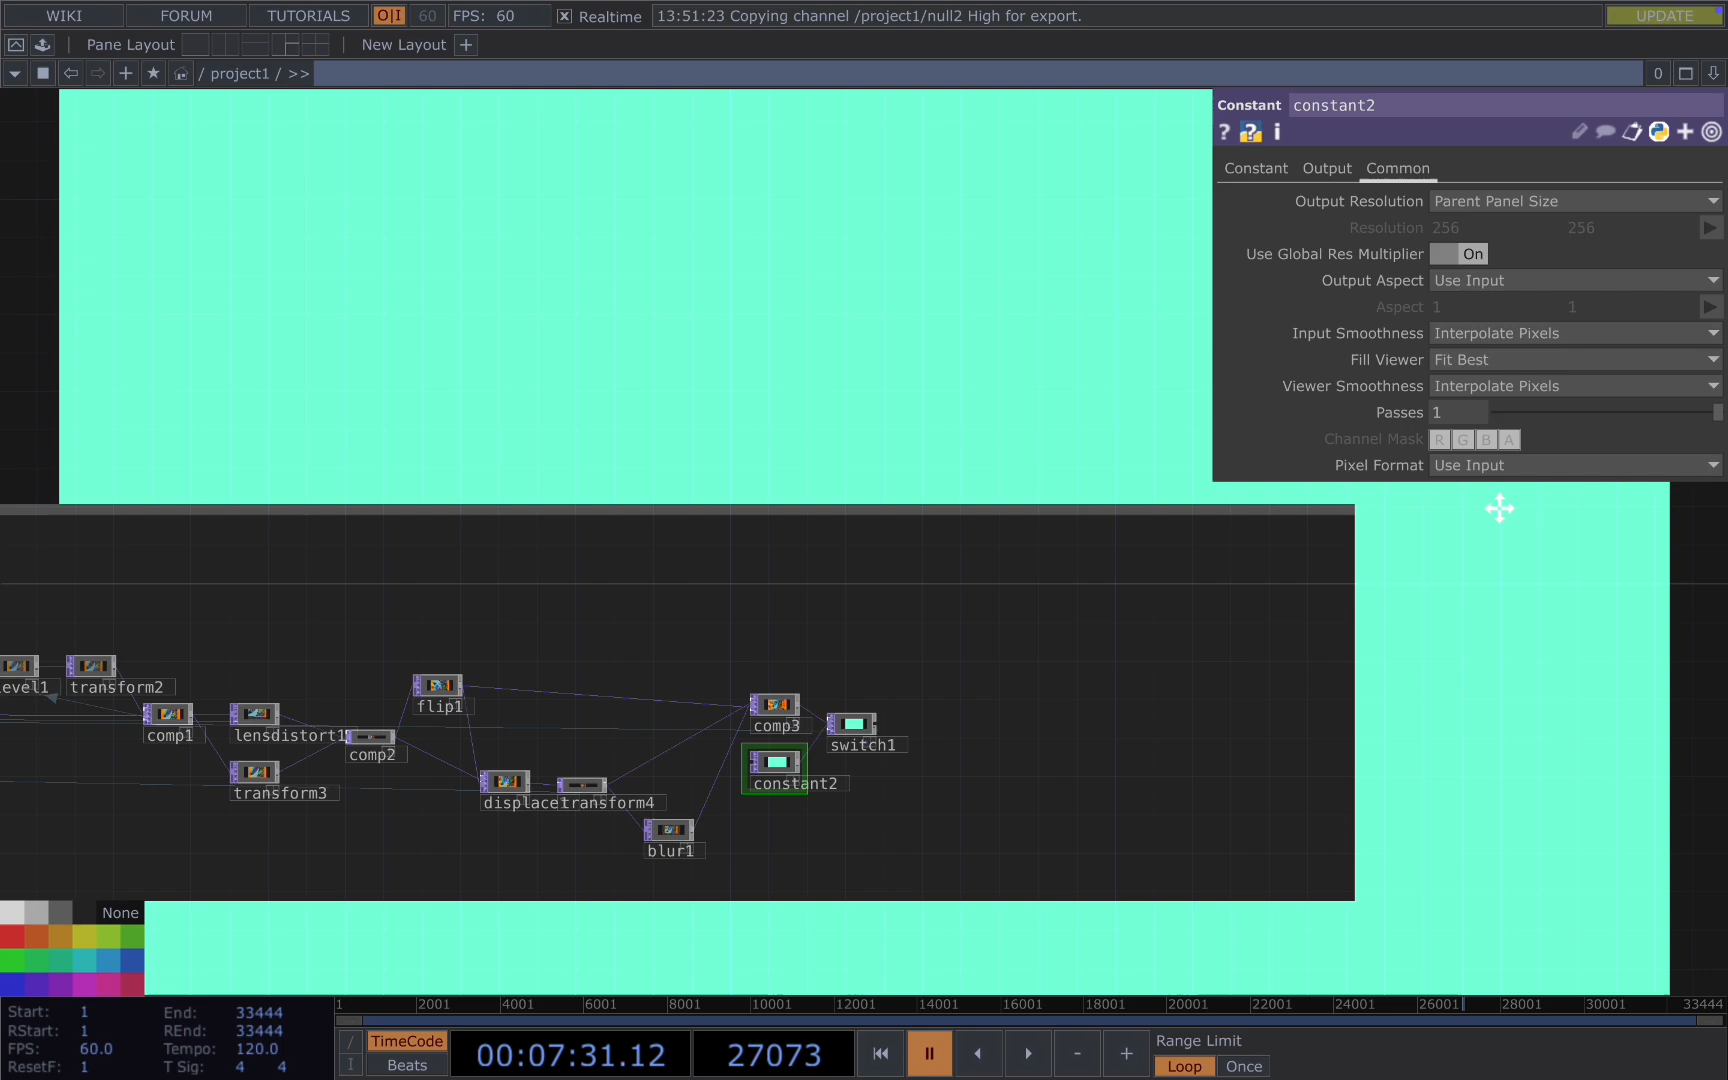 WIKI FORUM TUTORIALS O|I 60 FPS: 60 Realtime 13:51:23 Copying channel /project1/null2 High for export. UPDATE
Pane Layout New Layout +
/ project1 / >> 0
Constant constant2
? ? i
Constant Output Common
Output Resolution Parent Panel Size
Resolution 256 256
Use Global Res Multiplier On
Output Aspect Use Input
Aspect 1 1
Input Smoothness Interpolate Pixels
Fill Viewer Fit Best
Viewer Smoothness Interpolate Pixels
Passes 1
Channel Mask R G B A
Pixel Format Use Input
evel1 transform2
flip1
comp1 lensdistort1
comp2
comp3
switch1
transform3
constant2
displace transform4
blur1
None
1 2001 4001 6001 8001 10001 12001 14001 16001 18001 20001 22001 24001 26001 28001 30001 33444
Start: 1 End: 33444
RStart: 1 REnd: 33444
FPS: 60.0 Tempo: 120.0
ResetF: 1 T Sig: 4 4
/ I
TimeCode
Beats
00:07:31.12 27073
- +
Range Limit
Loop Once